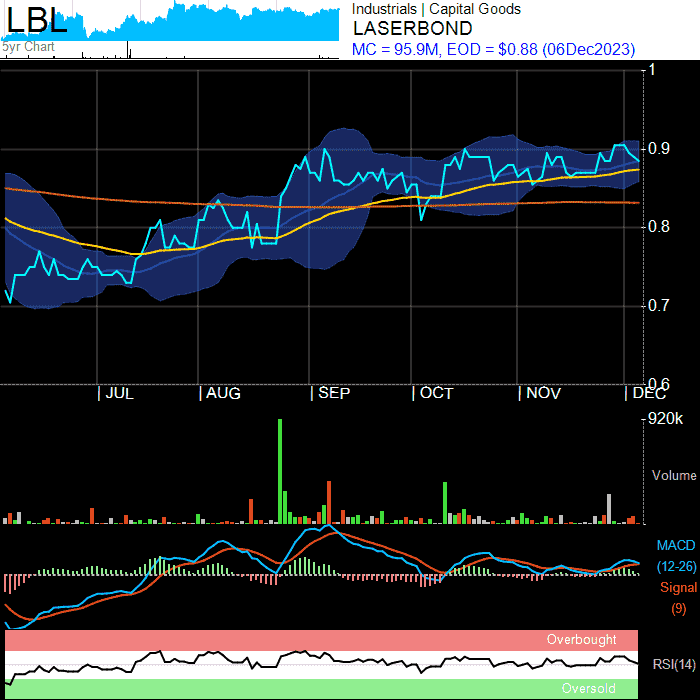 LBL
5yr Chart
Industrials | Capital Goods
LASERBOND
MC = 95.9M, EOD = $0.88 (06Dec2023)
1
0.9
0.8
0.7
0.6
| JUL | AUG | SEP | OCT | NOV | DEC
920k
Volume
MACD
(12-26)
Signal
(9)
Overbought
RSI(14)
Oversold